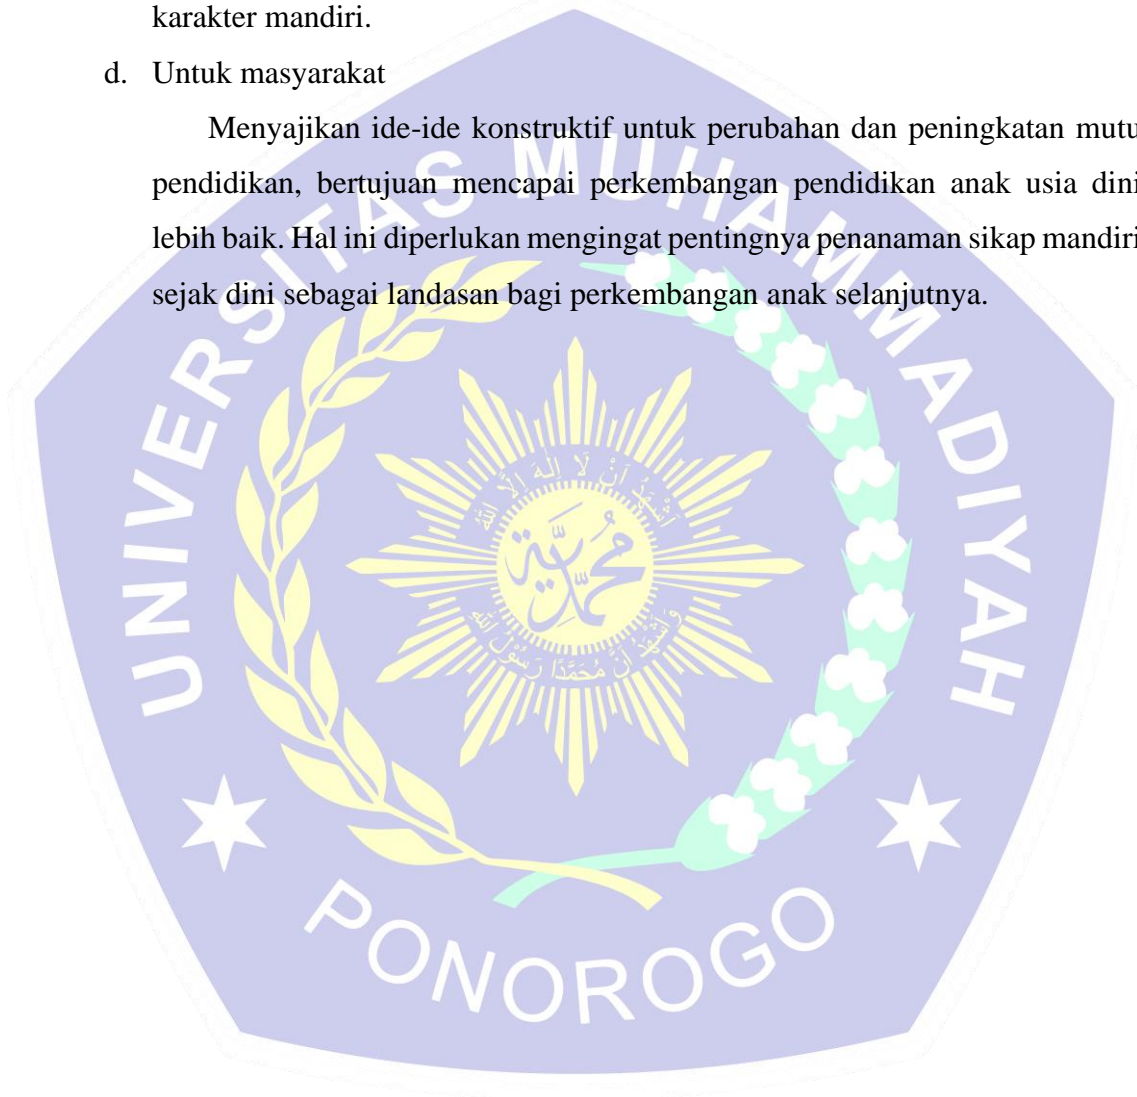 karakter mandiri.
d. Untuk masyarakat
Menyajikan ide-ide konstruktif untuk perubahan dan peningkatan mutu
pendidikan, bertujuan mencapai perkembangan pendidikan anak usia dini
lebih baik. Hal ini diperlukan mengingat pentingnya penanaman sikap mandiri
sejak dini sebagai landasan bagi perkembangan anak selanjutnya.
UNIVERSITAS MUHAMMADIYAH
أَشْهَدُ أَنْ لَا إِلٰهَ إِلَّا اللهُ
مُحَمَّدِيَّة
وَأَشْهَدُ أَنَّ مُحَمَّدًا رَسُوْلُ اللهِ
PONOROGO